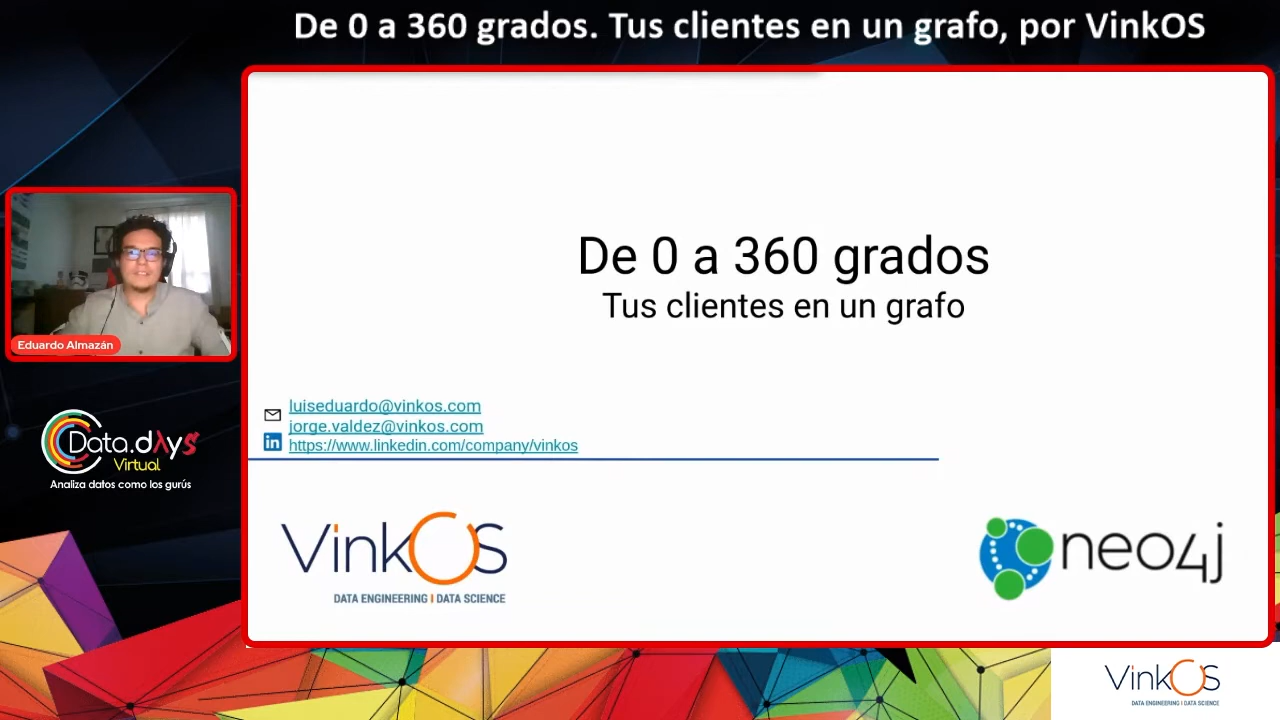 De 0 a 360 grados. Tus clientes en un grafo, por VinkOS
De 0 a 360 grados
Tus clientes en un grafo
Eduardo Almazán
luiseduardo@vinkos.com
jorge.valdez@vinkos.com
in
https://www.linkedin.com/company/vinkos
Data.dAys
Virtual
Analiza datos como los gurús
VinkOS
DATA ENGINEERING | DATA SCIENCE
neo4j
VinkOS
DATA ENGINEERING | DATA SCIENCE